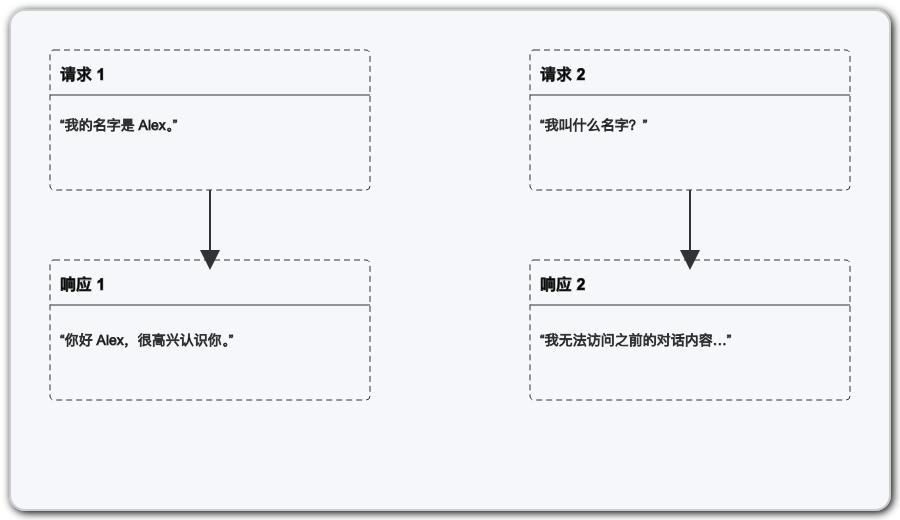 请求 1
“我的名字是 Alex。”
响应 1
“你好 Alex，很高兴认识你。”
请求 2
“我叫什么名字？”
响应 2
“我无法访问之前的对话内容...”